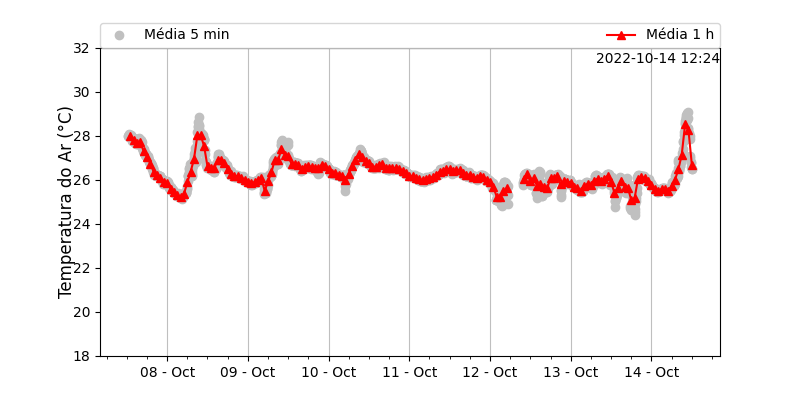 Média 5 min
Média 1 h
2022-10-14 12:24
Temperatura do Ar (°C)
32
30
28
26
24
22
20
18
08 - Oct
09 - Oct
10 - Oct
11 - Oct
12 - Oct
13 - Oct
14 - Oct